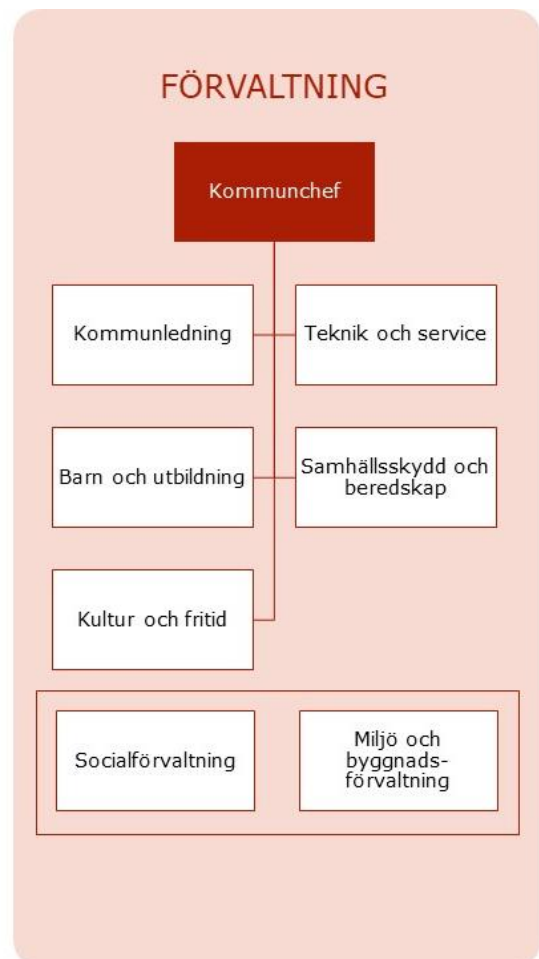 FÖRVALTNING
Kommunchef
Kommunledning
Teknik och service
Barn och utbildning
Samhällsskydd och
beredskap
Kultur och fritid
Socialförvaltning
Miljö och
byggnads-
förvaltning